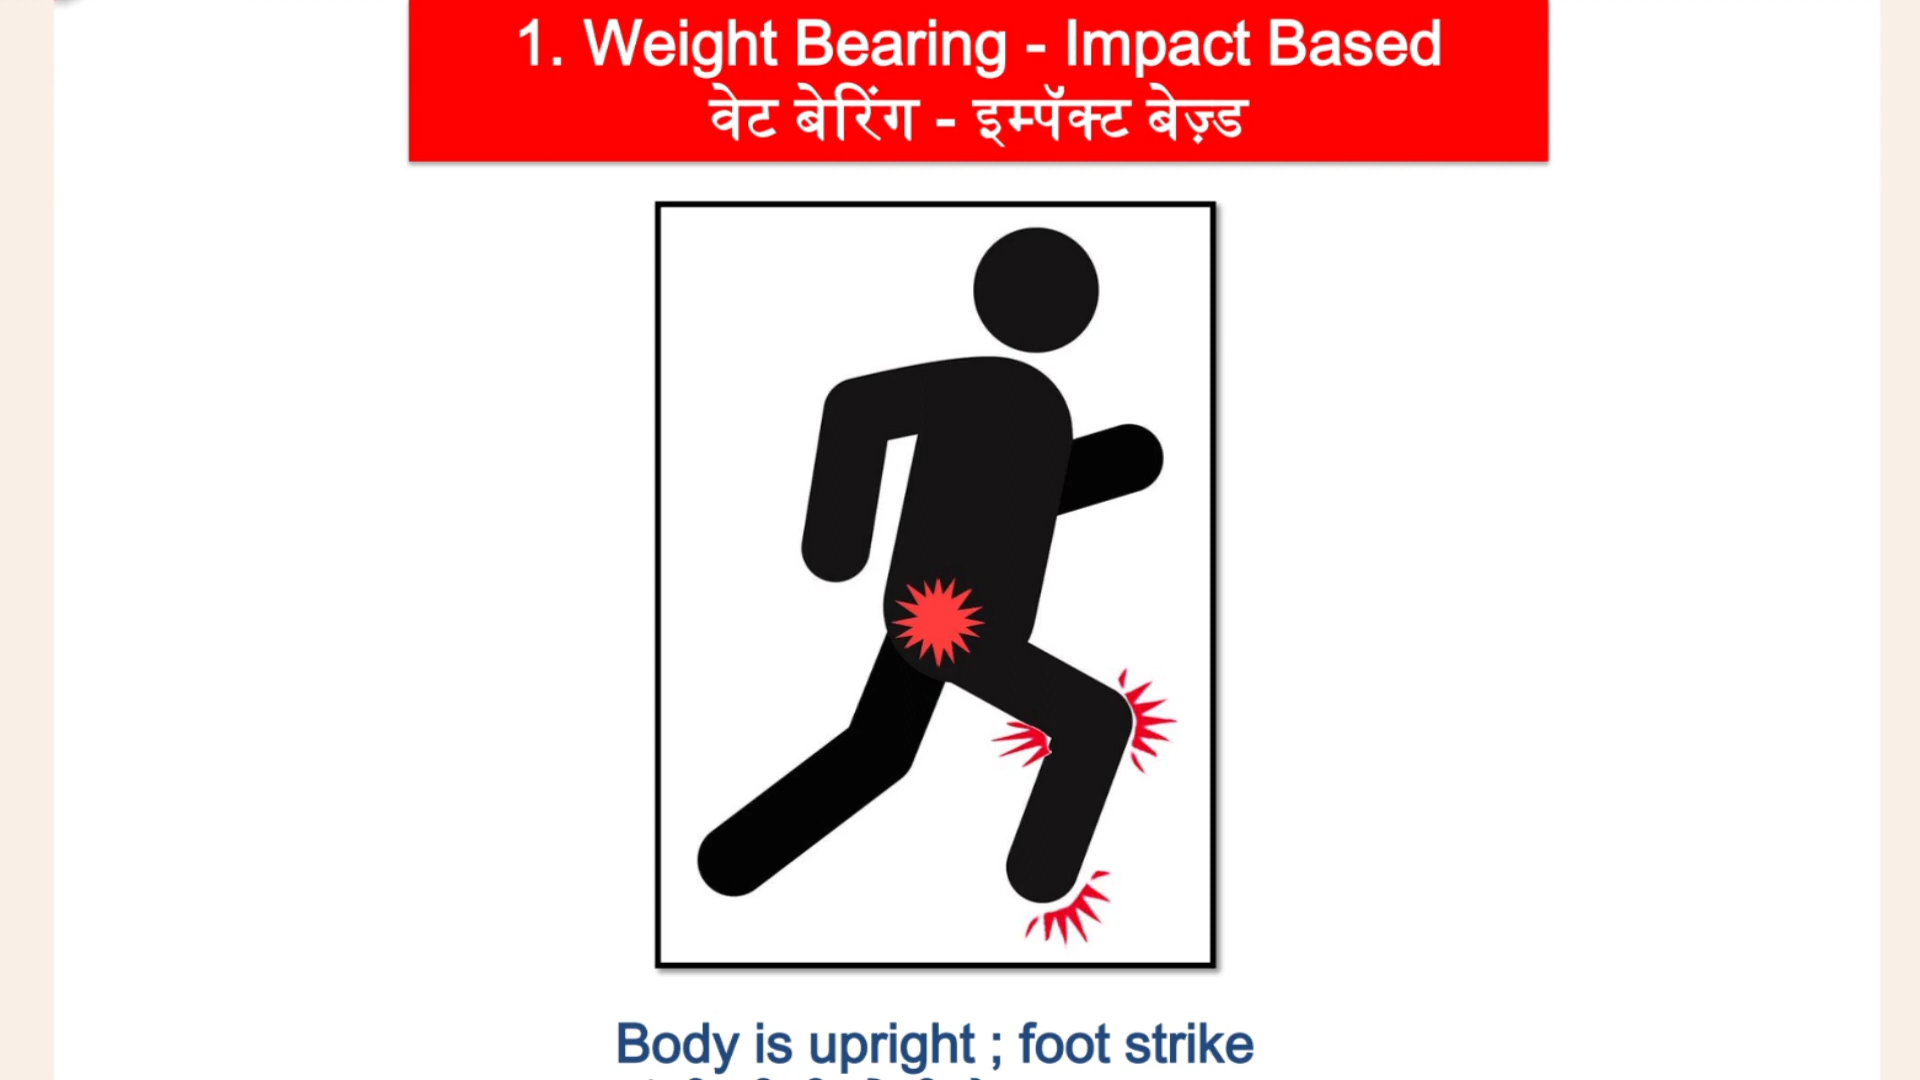 1. Weight Bearing - Impact Based
वेट बेरिंग - इम्पॅक्ट बेज़्ड
Body is upright ; foot strike